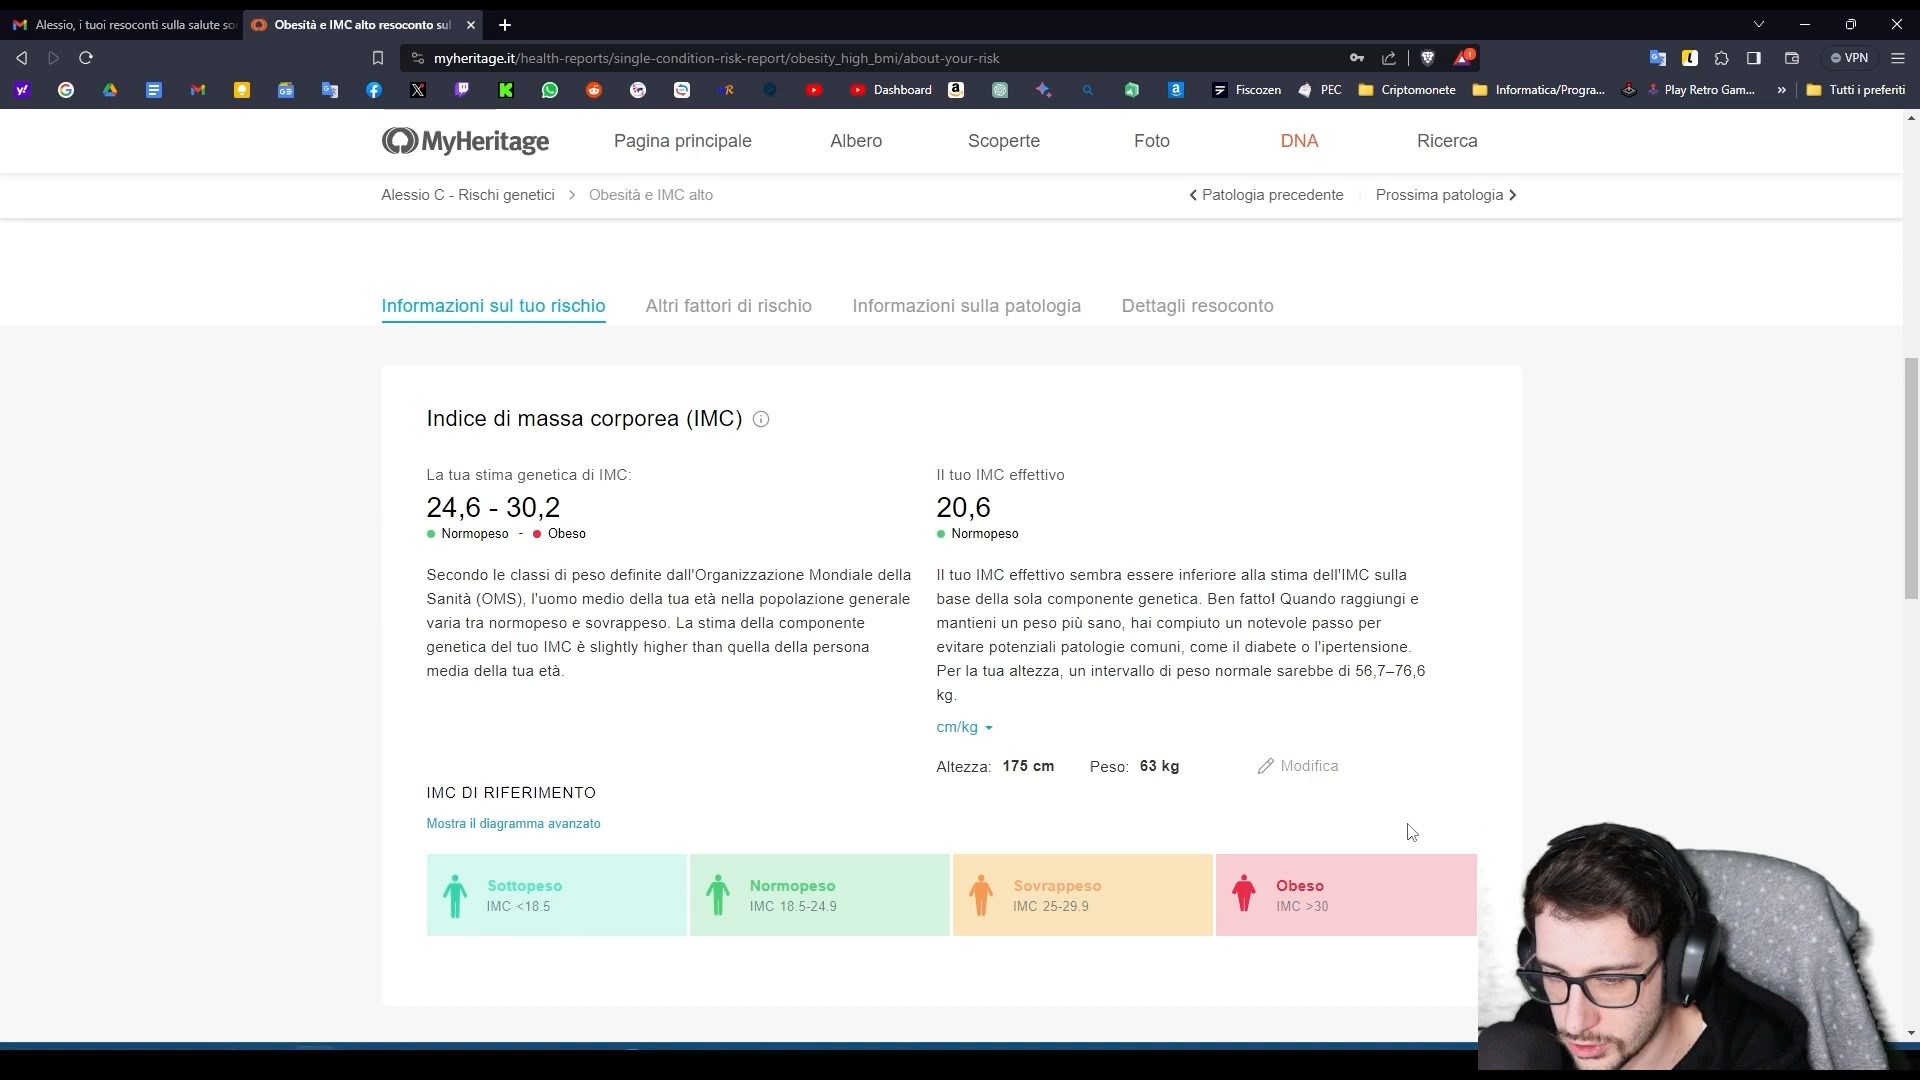 Alessio, i tuoi resoconti sulla salute so
Obesità e IMC alto resoconto sul
myheritage.it/health-reports/single-condition-risk-report/obesity_high_bmi/about-your-risk
1
VPN
Dashboard
Fiscozen
PEC
Criptomonete
Informatica/Progra...
Play Retro Gam...
»
Tutti i preferiti
MyHeritage
Pagina principale
Albero
Scoperte
Foto
DNA
Ricerca
Alessio C - Rischi genetici > Obesità e IMC alto
< Patologia precedente
Prossima patologia >
Informazioni sul tuo rischio
Altri fattori di rischio
Informazioni sulla patologia
Dettagli resoconto
Indice di massa corporea (IMC)
La tua stima genetica di IMC:
24,6 - 30,2
Normopeso - Obeso
Secondo le classi di peso definite dall'Organizzazione Mondiale della
Sanità (OMS), l'uomo medio della tua età nella popolazione generale
varia tra normopeso e sovrappeso. La stima della componente
genetica del tuo IMC è slightly higher than quella della persona
media della tua età.
Il tuo IMC effettivo
20,6
Normopeso
Il tuo IMC effettivo sembra essere inferiore alla stima dell'IMC sulla
base della sola componente genetica. Ben fatto! Quando raggiungi e
mantieni un peso più sano, hai compiuto un notevole passo per
evitare potenziali patologie comuni, come il diabete o l'ipertensione.
Per la tua altezza, un intervallo di peso normale sarebbe di 56,7–76,6
kg.
cm/kg
Altezza: 175 cm Peso: 63 kg Modifica
IMC DI RIFERIMENTO
Mostra il diagramma avanzato
Sottopeso
IMC <18.5
Normopeso
IMC 18.5-24.9
Sovrappeso
IMC 25-29.9
Obeso
IMC >30